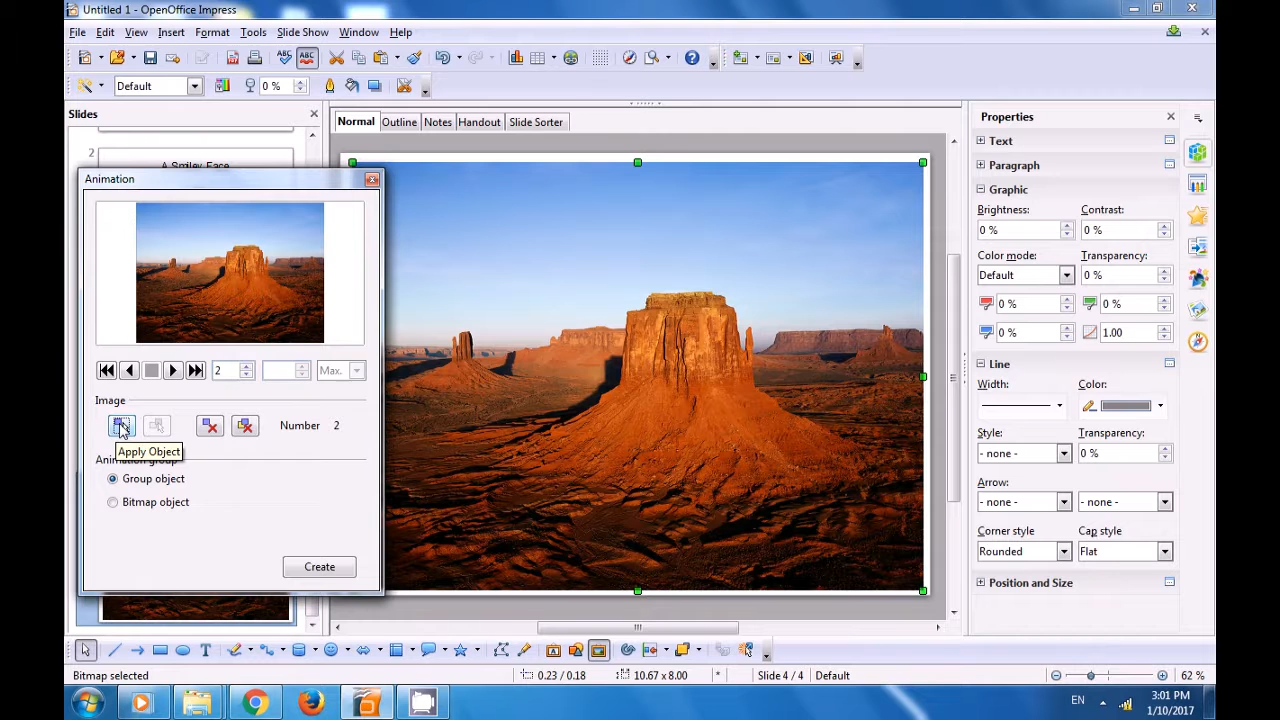 Untitled 1 - OpenOffice Impress
File Edit View Insert Format Tools Slide Show Window Help
Default
0 %
Slides
Normal Outline Notes Handout Slide Sorter
Properties
2
A Smiley Face
Text
Paragraph
Graphic
Brightness: Contrast:
0 % 0 %
Color mode: Transparency:
Default 0 %
0 % 0 %
0 % 1.00
Line
Width: Color:
Style: Transparency:
- none - 0 %
Arrow:
- none - - none -
Corner style Cap style
Rounded Flat
Position and Size
Animation
2 Max.
Image
Number 2
Apply Object
Animation group
Group object
Bitmap object
Create
Bitmap selected 0.23 / 0.18 10.67 x 8.00 * Slide 4 / 4 Default 62 %
EN
3:01 PM
1/10/2017